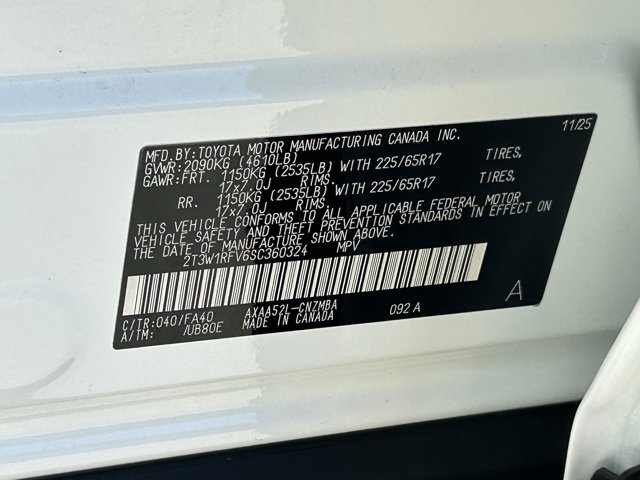 MFD.BY:TOYOTA MOTOR MANUFACTURING CANADA INC. 11/25
GVWR:2090KG (4610LB)
GAWR:FRT. 1150KG (2535LB) WITH 225/65R17 TIRES,
17x7.0J RIMS.
RR. 1150KG (2535LB) WITH 225/65R17 TIRES,
17x7.0J RIMS.
THIS VEHICLE CONFORMS TO ALL APPLICABLE FEDERAL MOTOR
VEHICLE SAFETY AND THEFT PREVENTION STANDARDS IN EFFECT ON
THE DATE OF MANUFACTURE SHOWN ABOVE.
2T3W1RFV6SC360324 MPV
C/TR:040/FA40 AXAA52L-CNZMBA 092 A A
A/TM: /UB80E MADE IN CANADA